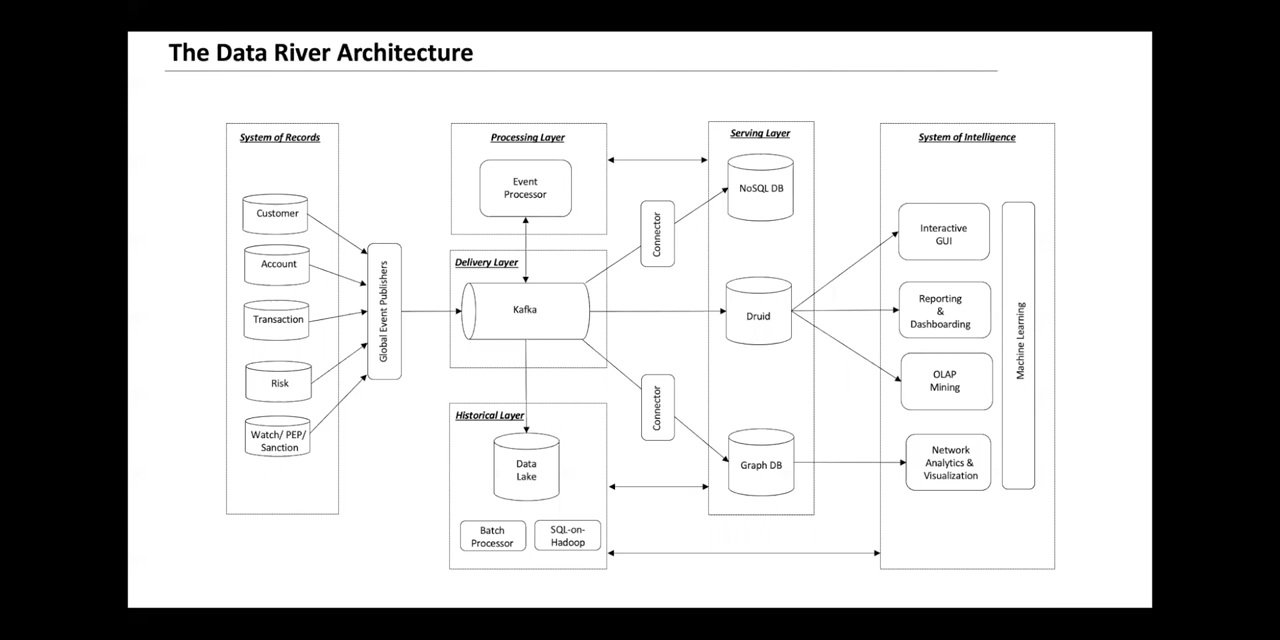 The Data River Architecture
System of Records
Customer
Account
Transaction
Risk
Watch/ PEP/
Sanction
Global Event Publishers
Processing Layer
Event
Processor
Delivery Layer
Kafka
Historical Layer
Data
Lake
Batch
Processor
SQL-on-
Hadoop
Connector
Connector
Serving Layer
NoSQL DB
Druid
Graph DB
System of Intelligence
Interactive
GUI
Reporting
&
Dashboarding
OLAP
Mining
Network
Analytics &
Visualization
Machine Learning